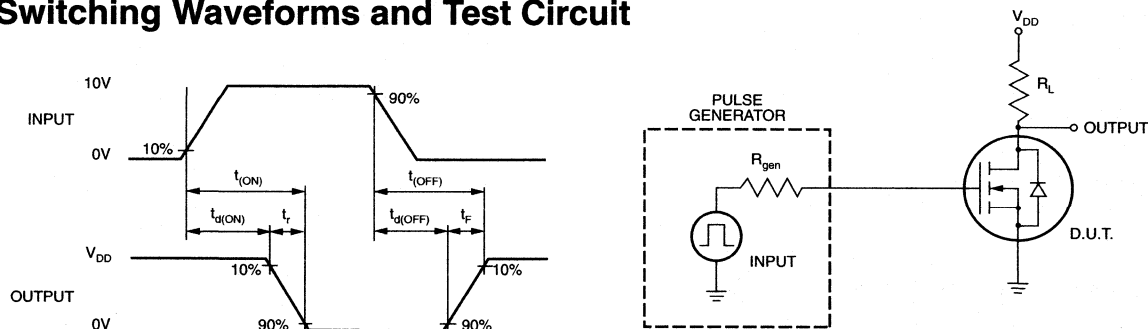 Switching Waveforms and Test Circuit
10V
INPUT
0V
10%
90%
t(ON)
t(OFF)
td(ON)
tr
td(OFF)
tF
VDD
10%
10%
OUTPUT
0V
90%
90%
PULSE
GENERATOR
Rgen
INPUT
VDD
RL
OUTPUT
D.U.T.